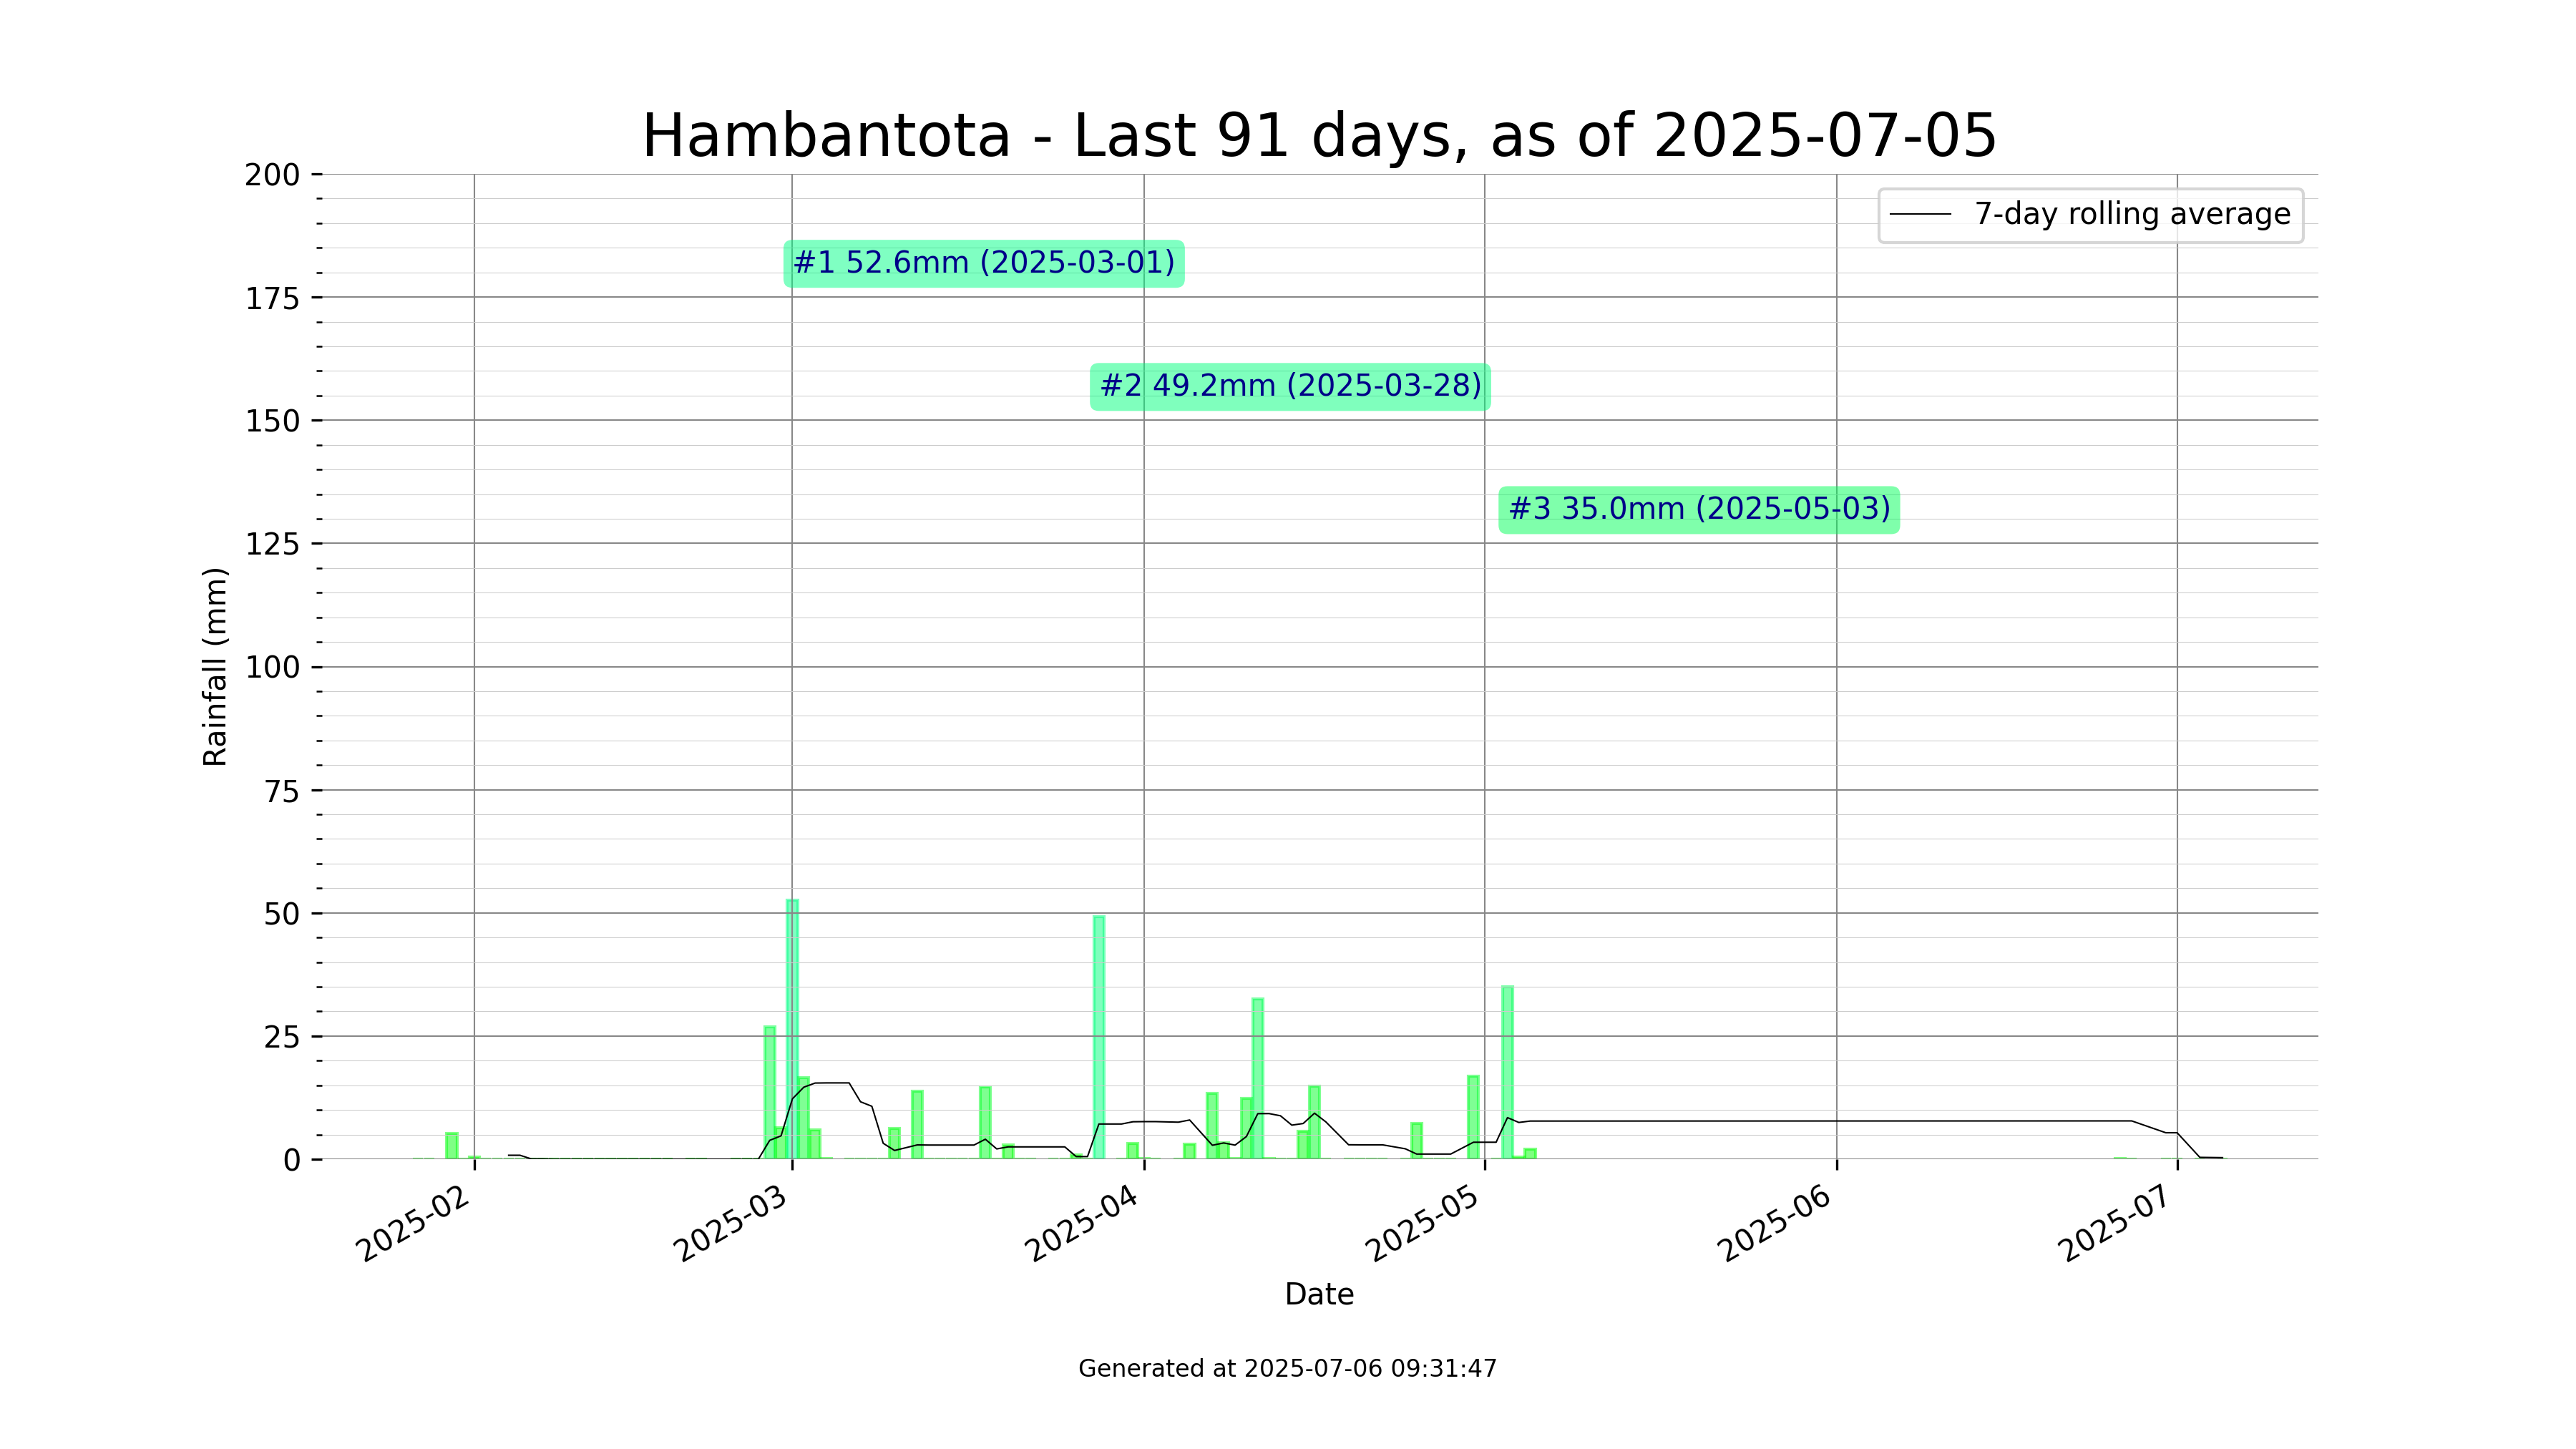 Hambantota - Last 91 days, as of 2025-07-05
7-day rolling average
#1 52.6mm (2025-03-01)
#2 49.2mm (2025-03-28)
#3 35.0mm (2025-05-03)
Rainfall (mm)
200
175
150
125
100
75
50
25
0
2025-02
2025-03
2025-04
2025-05
2025-06
2025-07
Date
Generated at 2025-07-06 09:31:47